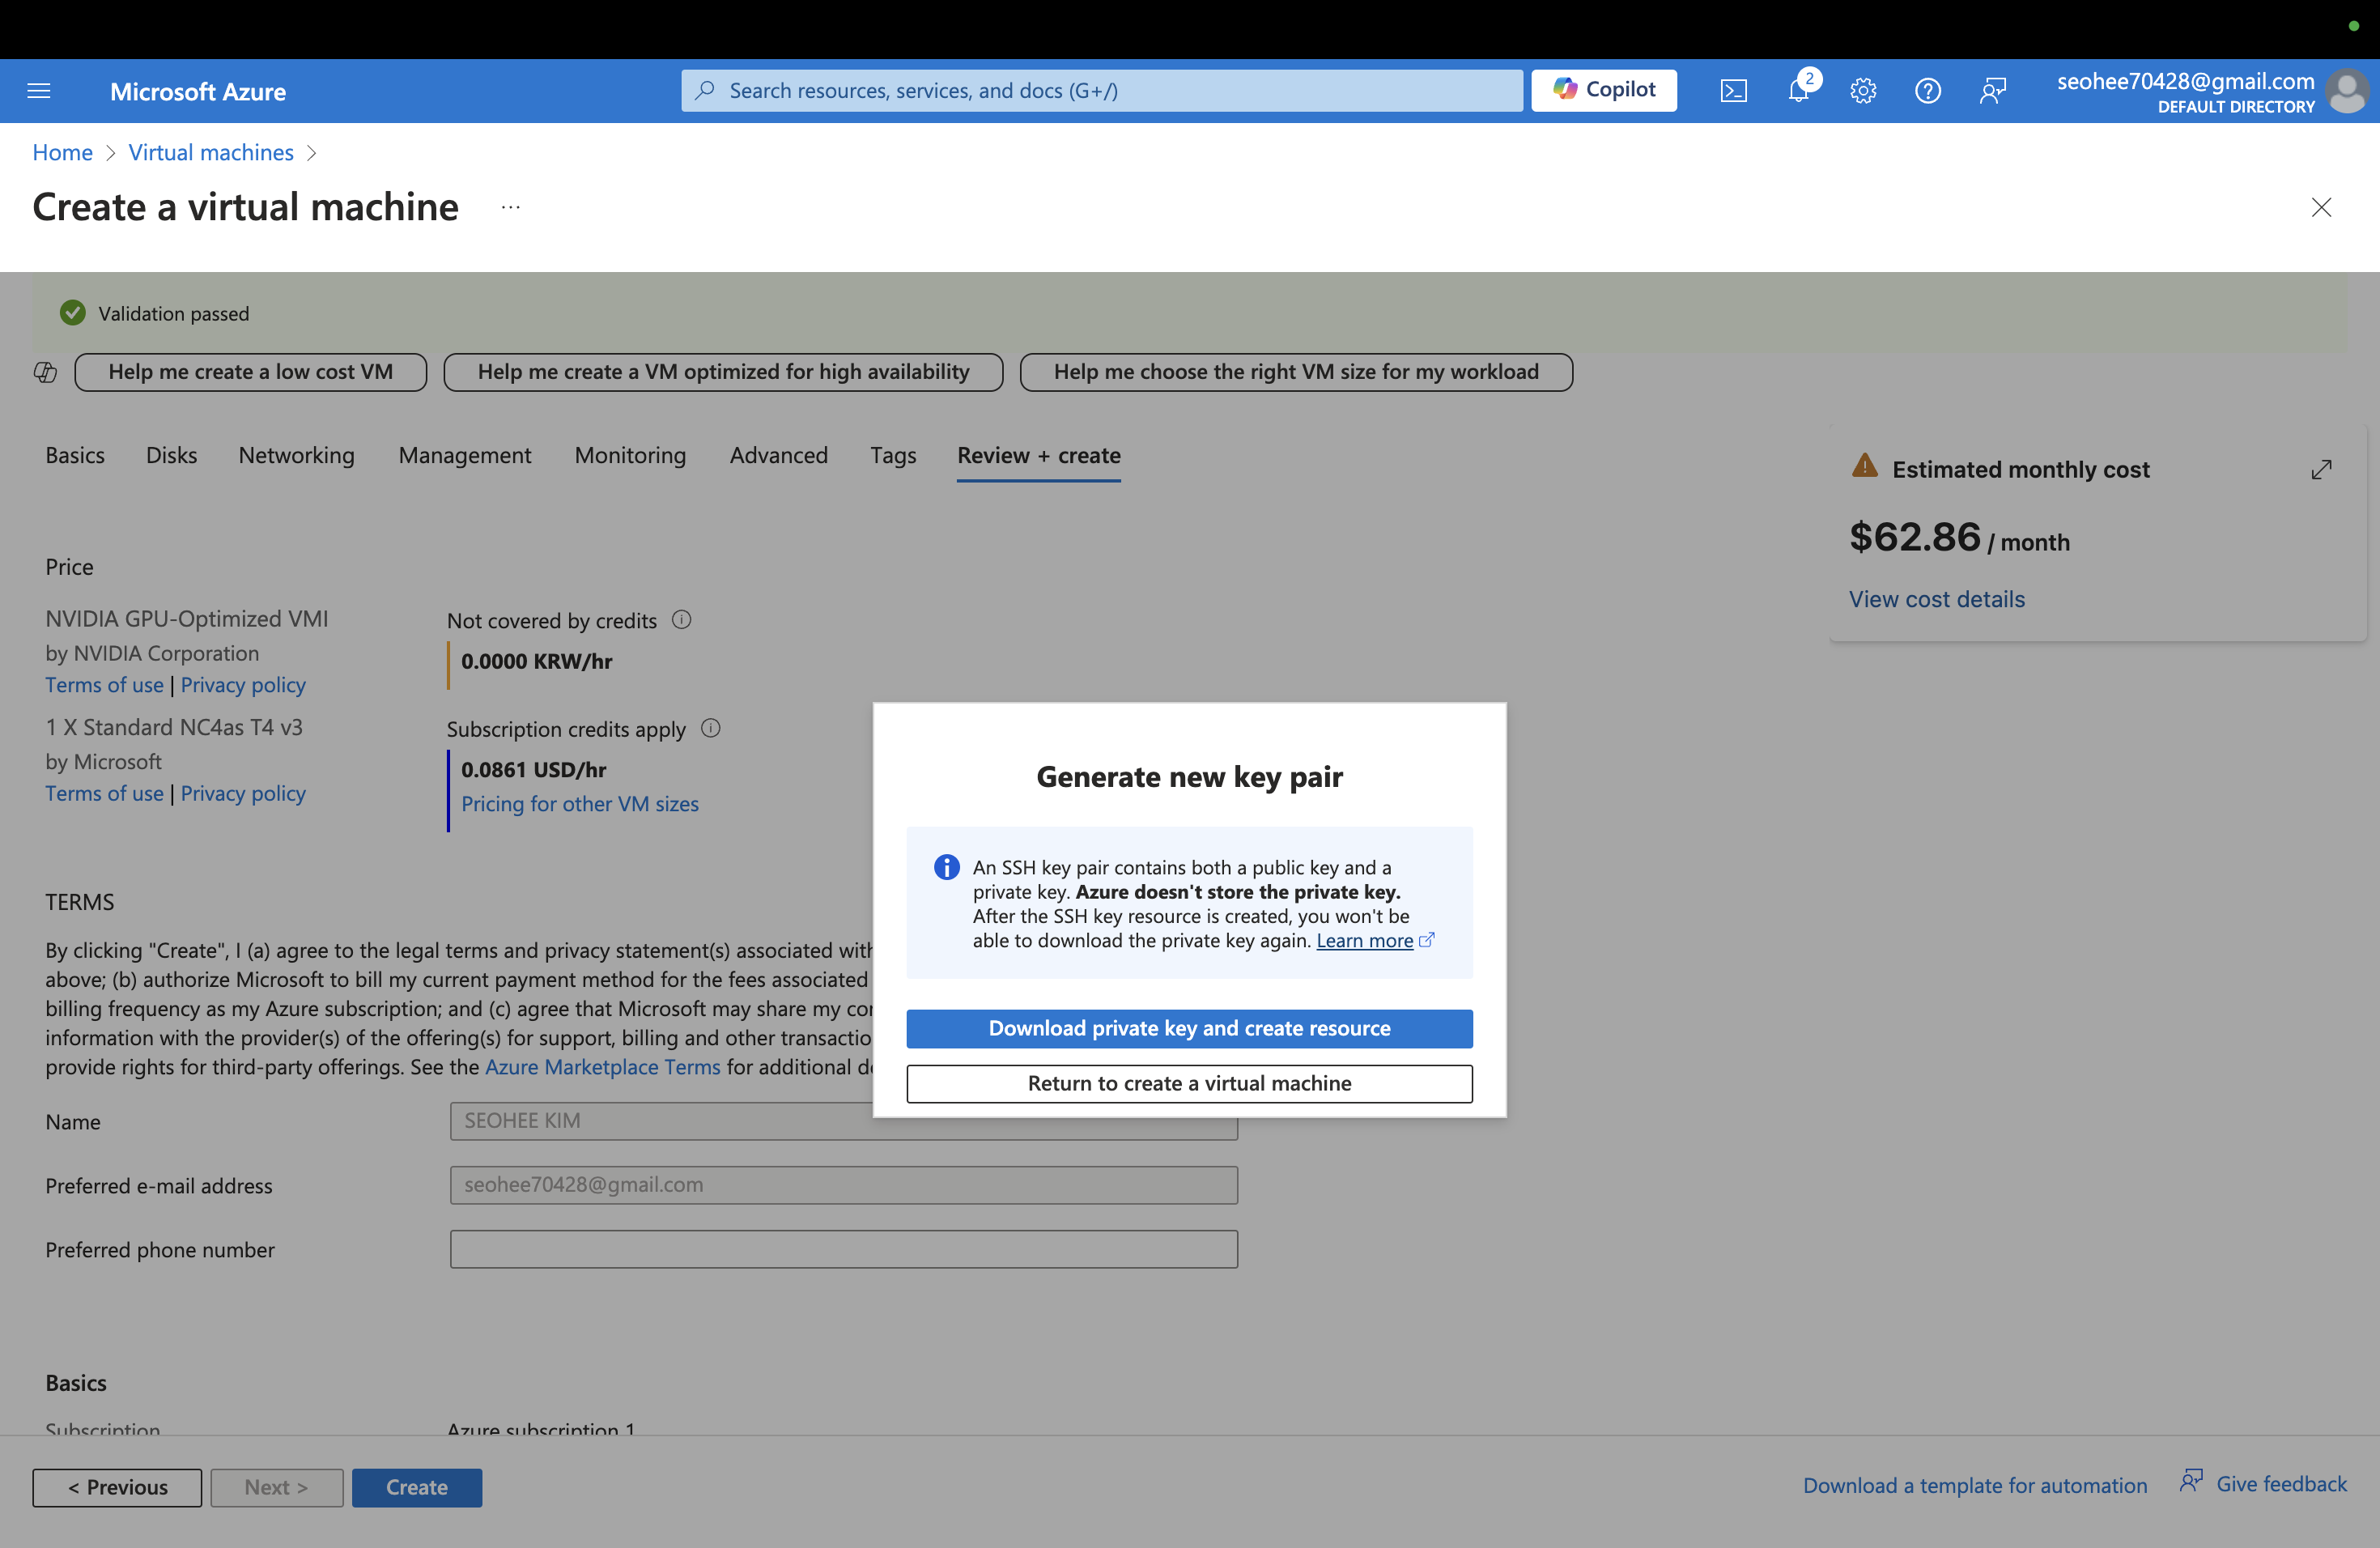 Microsoft Azure
Search resources, services, and docs (G+/)
Copilot
2
seohee70428@gmail.com
DEFAULT DIRECTORY
Home > Virtual machines >
Create a virtual machine ...
Validation passed
Help me create a low cost VM
Help me create a VM optimized for high availability
Help me choose the right VM size for my workload
Basics Disks Networking Management Monitoring Advanced Tags Review + create
Estimated monthly cost
$62.86 / month
View cost details
Price
NVIDIA GPU-Optimized VMI
by NVIDIA Corporation
Terms of use | Privacy policy
Not covered by credits
0.0000 KRW/hr
1 X Standard NC4as T4 v3
by Microsoft
Terms of use | Privacy policy
Subscription credits apply
0.0861 USD/hr
Pricing for other VM sizes
TERMS
By clicking "Create", I (a) agree to the legal terms and privacy statement(s) associated with
above; (b) authorize Microsoft to bill my current payment method for the fees associated
billing frequency as my Azure subscription; and (c) agree that Microsoft may share my
information with the provider(s) of the offering(s) for support, billing and other
provide rights for third-party offerings. See the Azure Marketplace Terms for additional
Generate new key pair
An SSH key pair contains both a public key and a
private key. Azure doesn't store the private key.
After the SSH key resource is created, you won't be
able to download the private key again. Learn more
Download private key and create resource
Return to create a virtual machine
Name
SEOHEE KIM
Preferred e-mail address
seohee70428@gmail.com
Preferred phone number
Basics
Subscription
Azure subscription 1
< Previous
Next >
Create
Download a template for automation
Give feedback